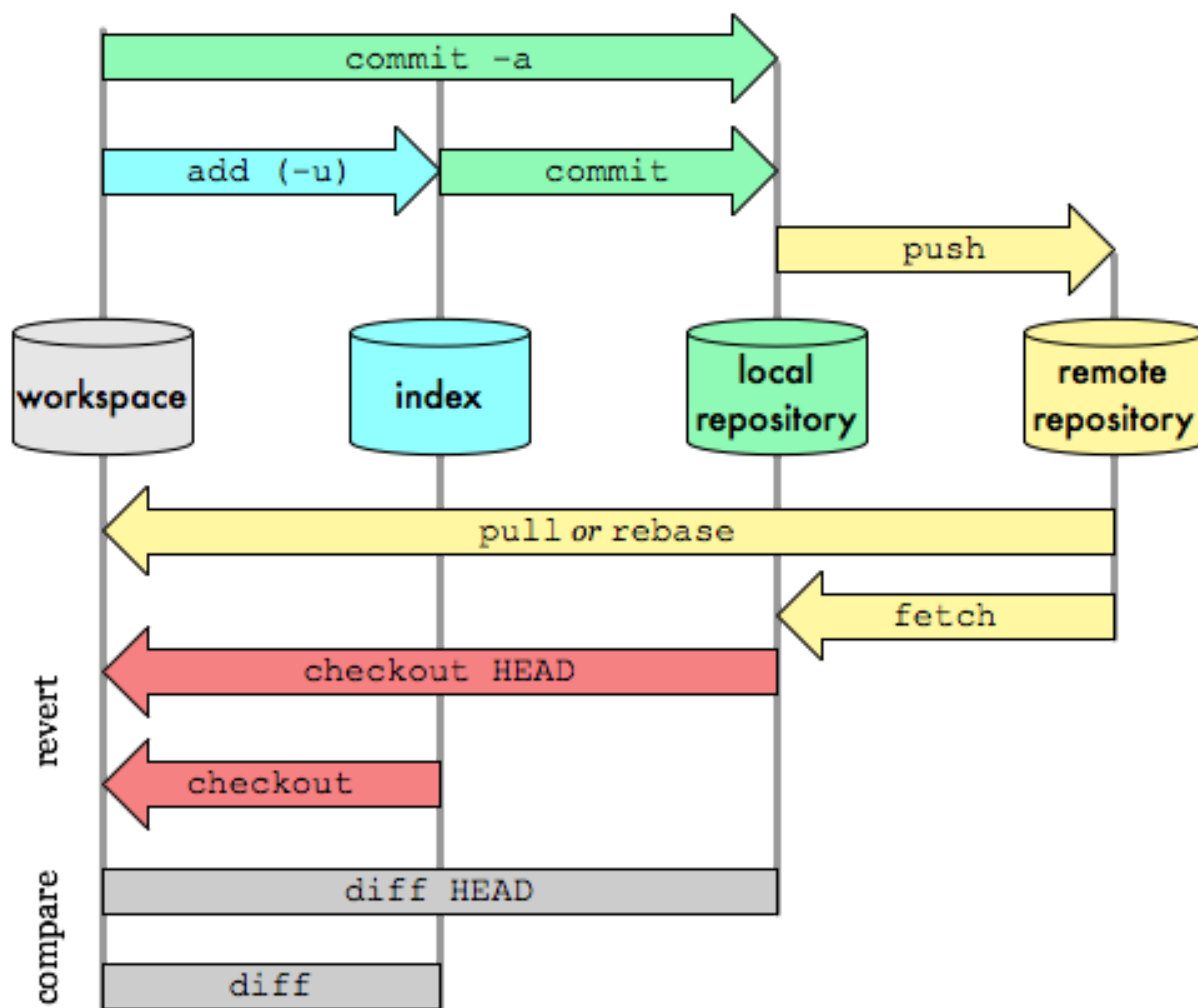 commit -a
add (-u)
commit
push
workspace
index
local
repository
remote
repository
pull or rebase
fetch
revert
checkout HEAD
checkout
compare
diff HEAD
diff